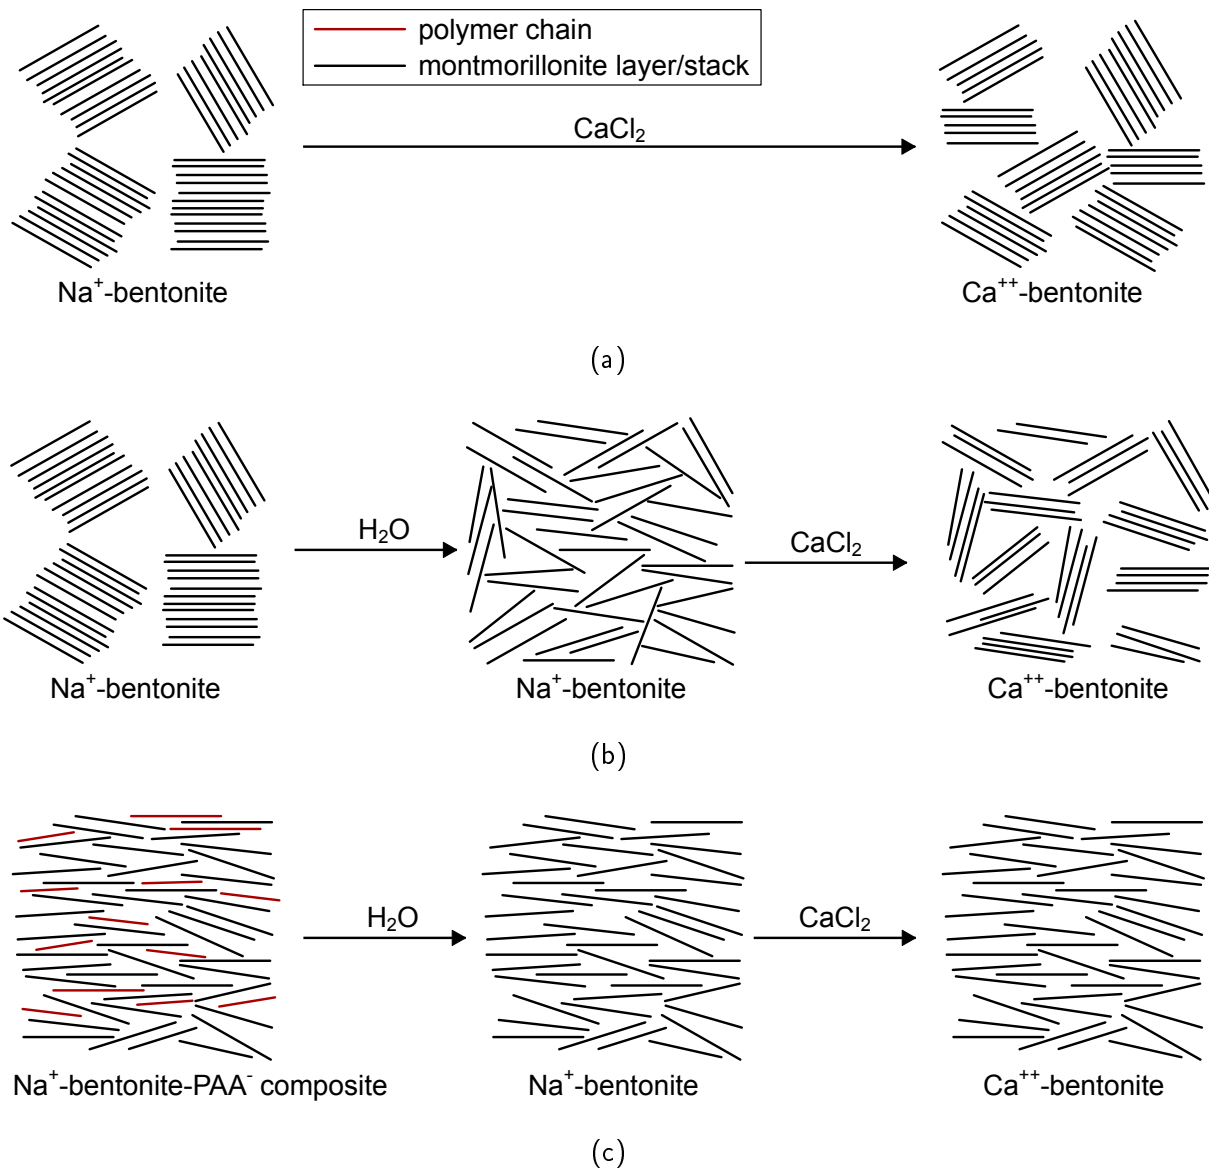 polymer chain
montmorillonite layer/stack
CaCl₂
Na⁺-bentonite
Ca⁺⁺-bentonite
(a)
H₂O
CaCl₂
Na⁺-bentonite
Na⁺-bentonite
Ca⁺⁺-bentonite
(b)
H₂O
CaCl₂
Na⁺-bentonite-PAA⁻ composite
Na⁺-bentonite
Ca⁺⁺-bentonite
(c)